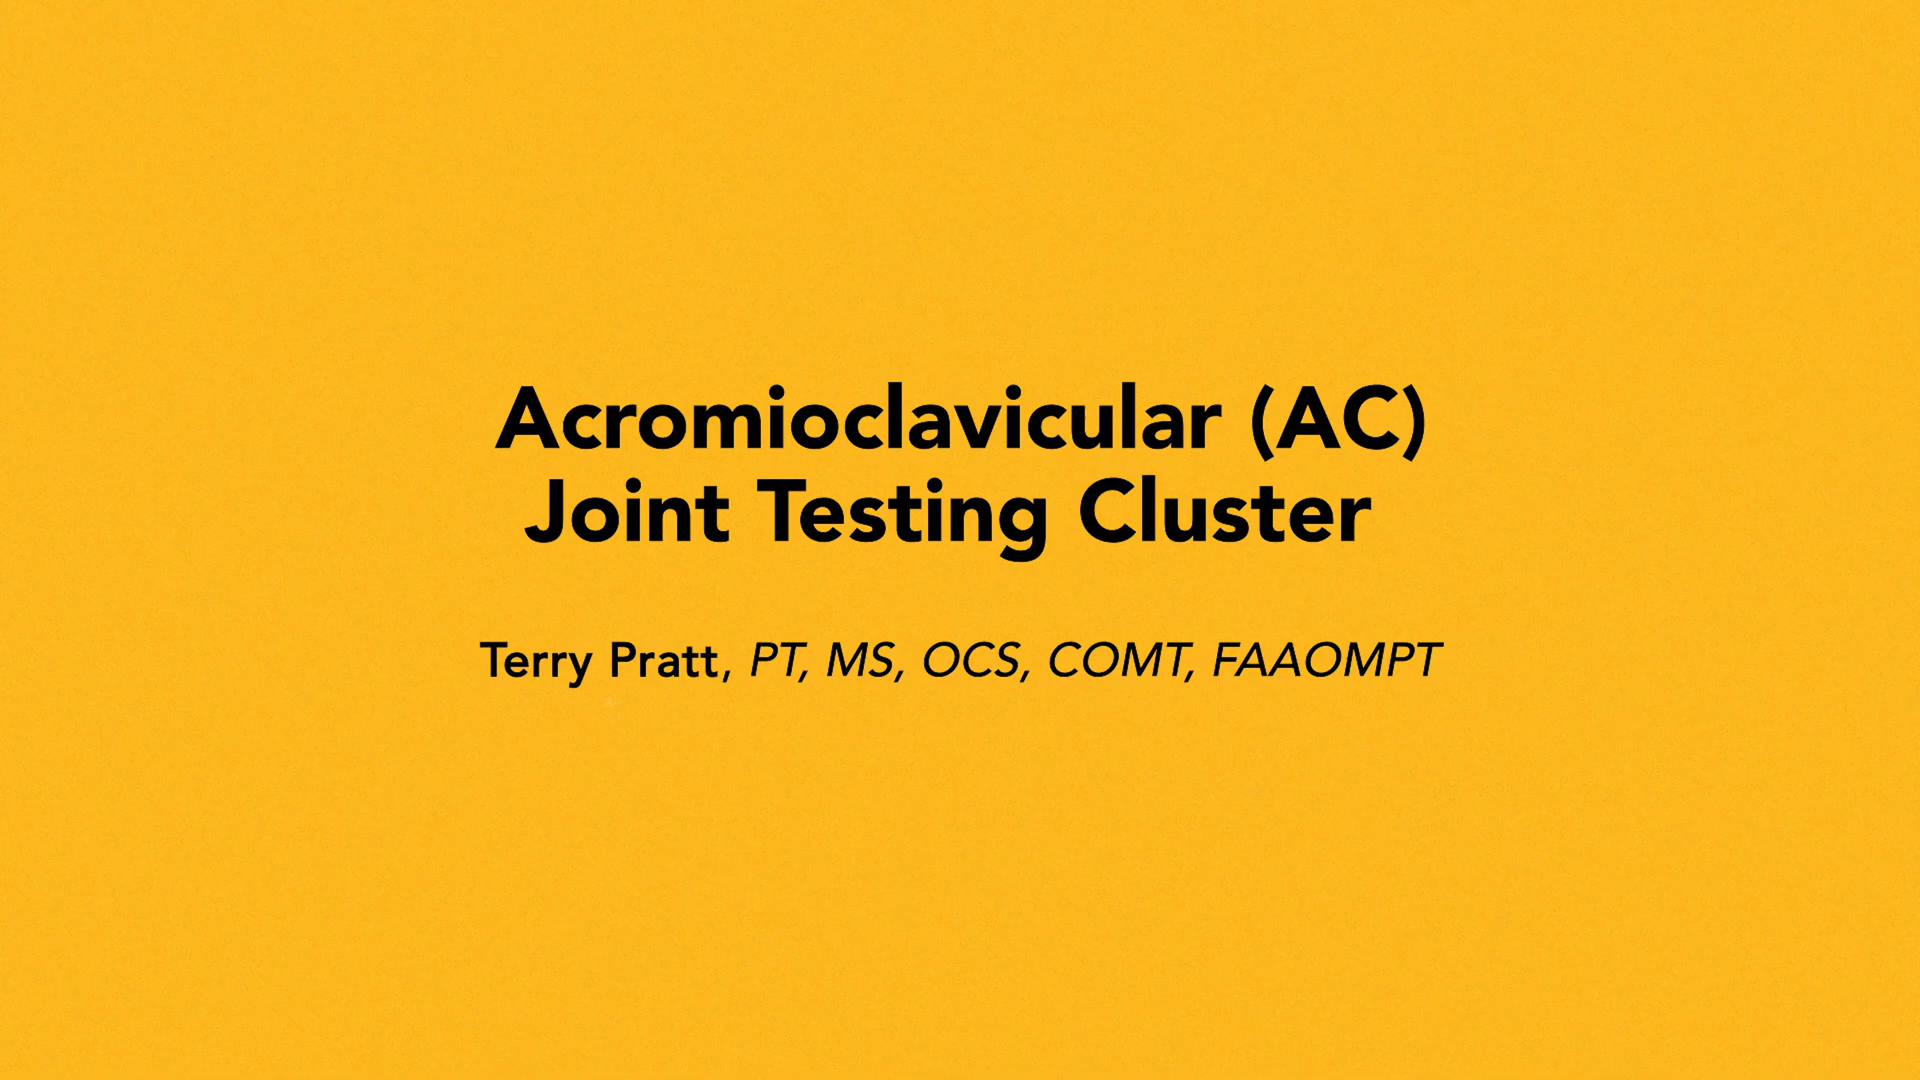 Acromioclavicular (AC)
Joint Testing Cluster
Terry Pratt, PT, MS, OCS, COMT, FAAOMPT